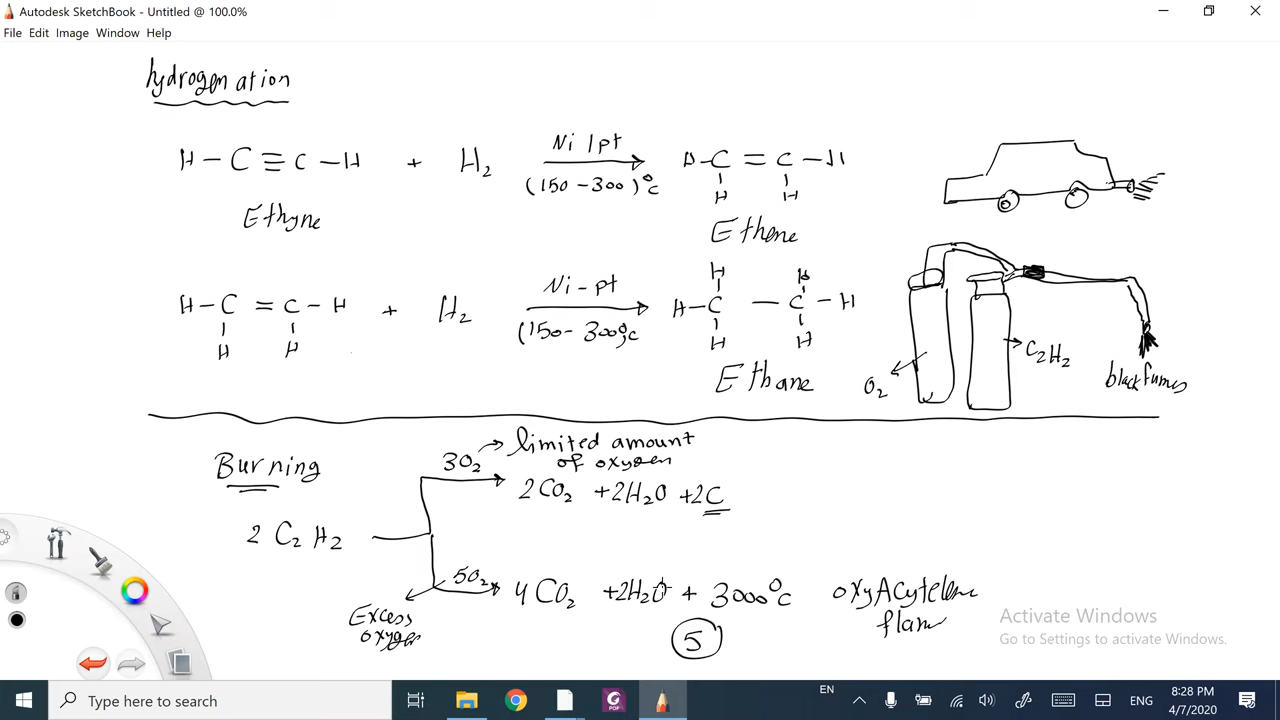 Autodesk SketchBook - Untitled @ 100.0%
File Edit Image Window Help
hydrogenation
H - C ≡ C - H + H2 Ni / pt (150 - 300)°C H - C = C - H
H H
Ethyne
Ethene
H H
H - C = C - H + H2 Ni - pt (150 - 300°C H - C - C - H
H H H H
Ethane
O2
C2H2
black fumes
Burning
3O2 → limited amount
of oxygen
2CO2 + 2H2O + 2C
2 C2H2
5O2 4CO2 + 2H2O + 3000°C oxyAcytelene
flame
Excess
oxygen
5
Activate Windows
Go to Settings to activate Windows.
Type here to search
EN
ENG
8:28 PM
4/7/2020
PDF